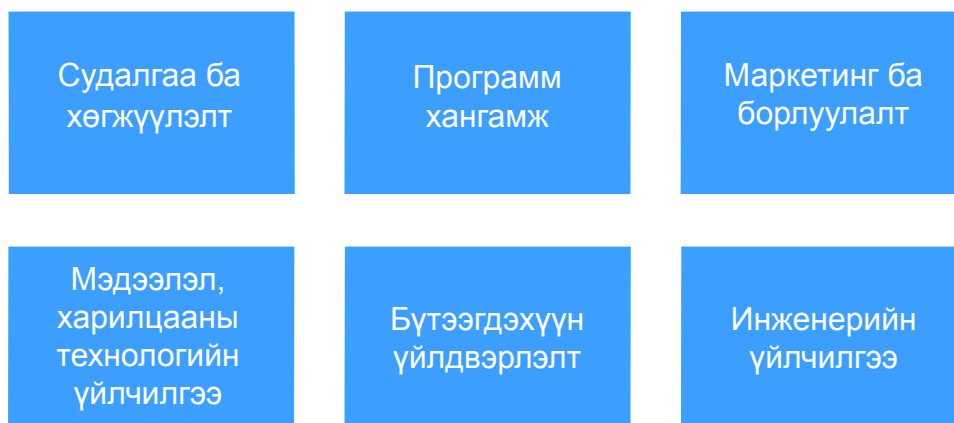 Судалгаа ба
хөгжүүлэлт
Программ
хангамж
Маркетинг ба
борлуулалт
Мэдээлэл,
харилцааны
технологийн
үйлчилгээ
Бүтээгдэхүүн
үйлдвэрлэлт
Инженерийн
үйлчилгээ